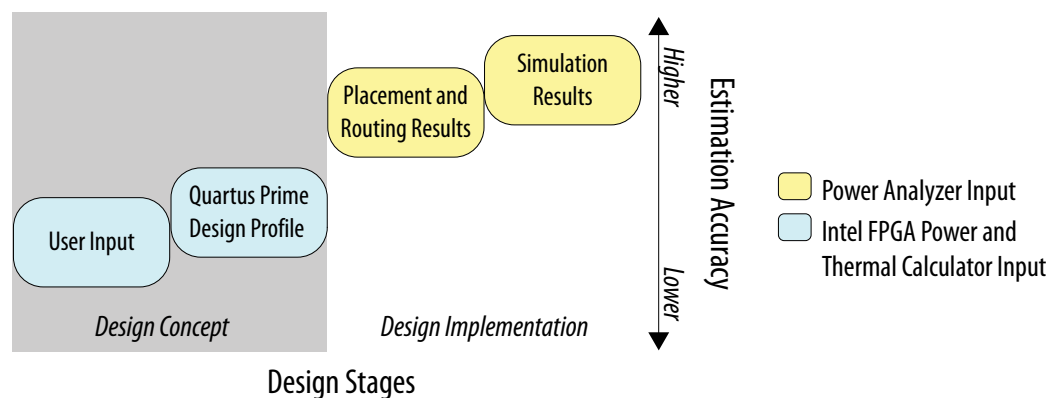 Simulation
Results
Placement and
Routing Results
Quartus Prime
Design Profile
User Input
Design Concept
Design Implementation
Design Stages
Higher
Lower
Estimation Accuracy
Power Analyzer Input
Intel FPGA Power and
Thermal Calculator Input